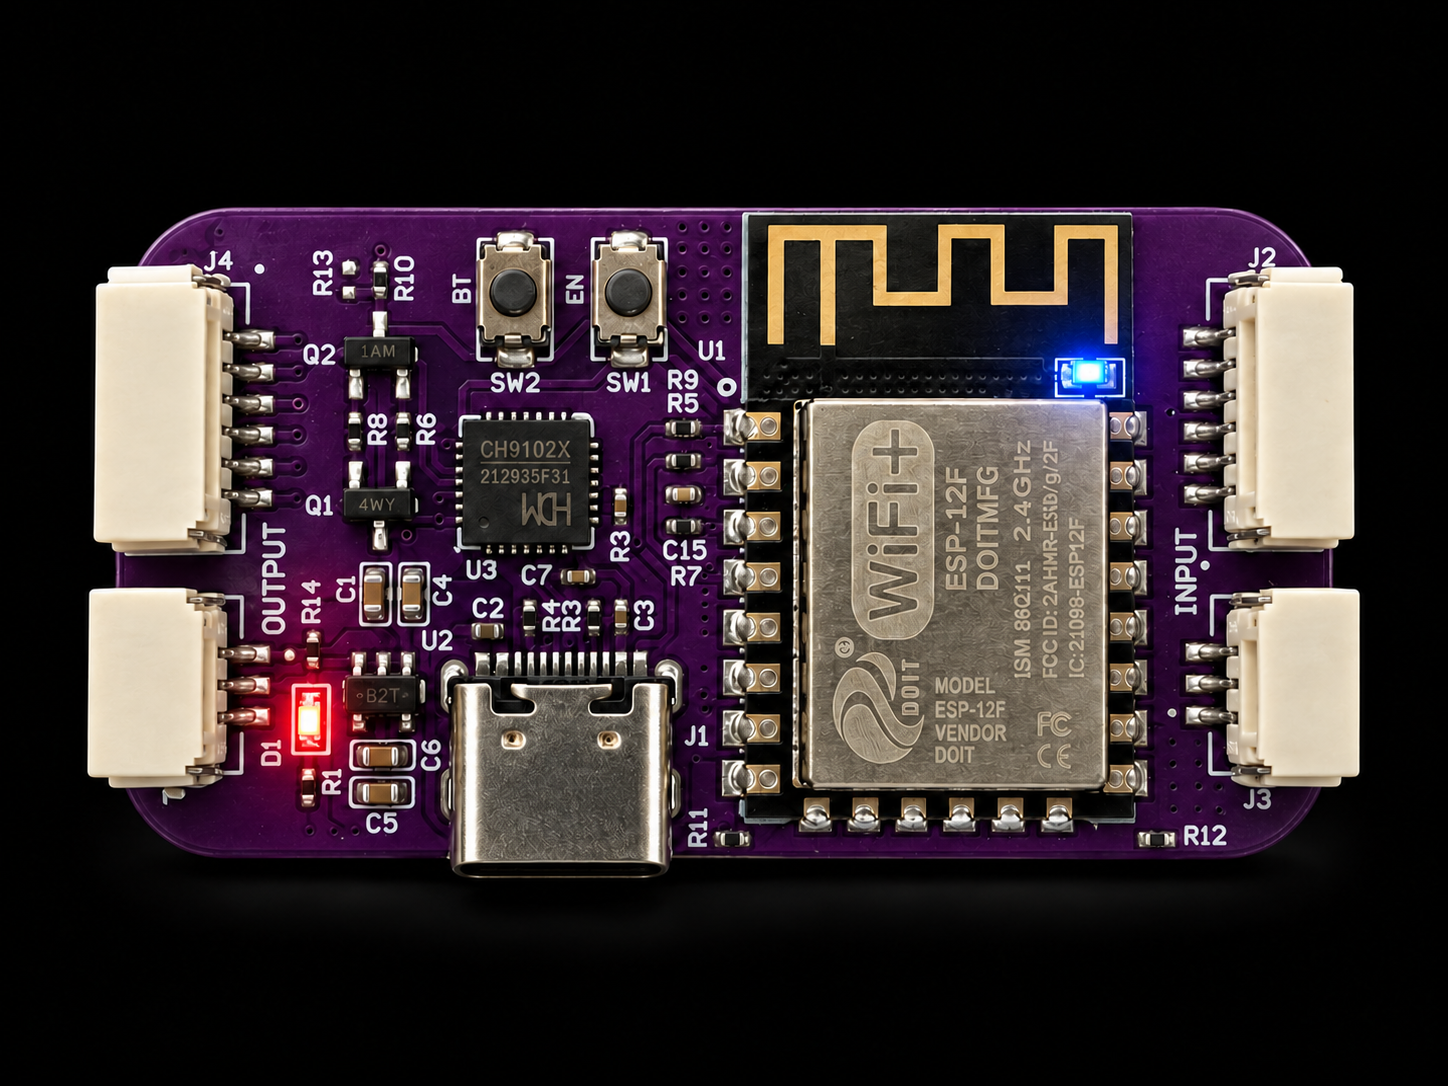 J4
R13
R10
BT
EN
J2
Q2
1AM
SW2
SW1
U1
R9
R5
R8
R6
CH9102X
212935F31
Q1
4WY
R3
C15
R7
U3
C7
OUTPUT
INPUT
R14
C1
C4
C2
R4
R3
C3
U2
B2T
D1
R1
C6
C5
J1
R11
R12
J3
WiFi+
ESP-12F
DOITMFG
ISM 86Q2111 2.4GHz
FCC ID:2AHMR-ESıB/g/2F
IC:21098-ESP12F
DOIT
MODEL
ESP-12F
VENDOR
DOIT
FC
CE